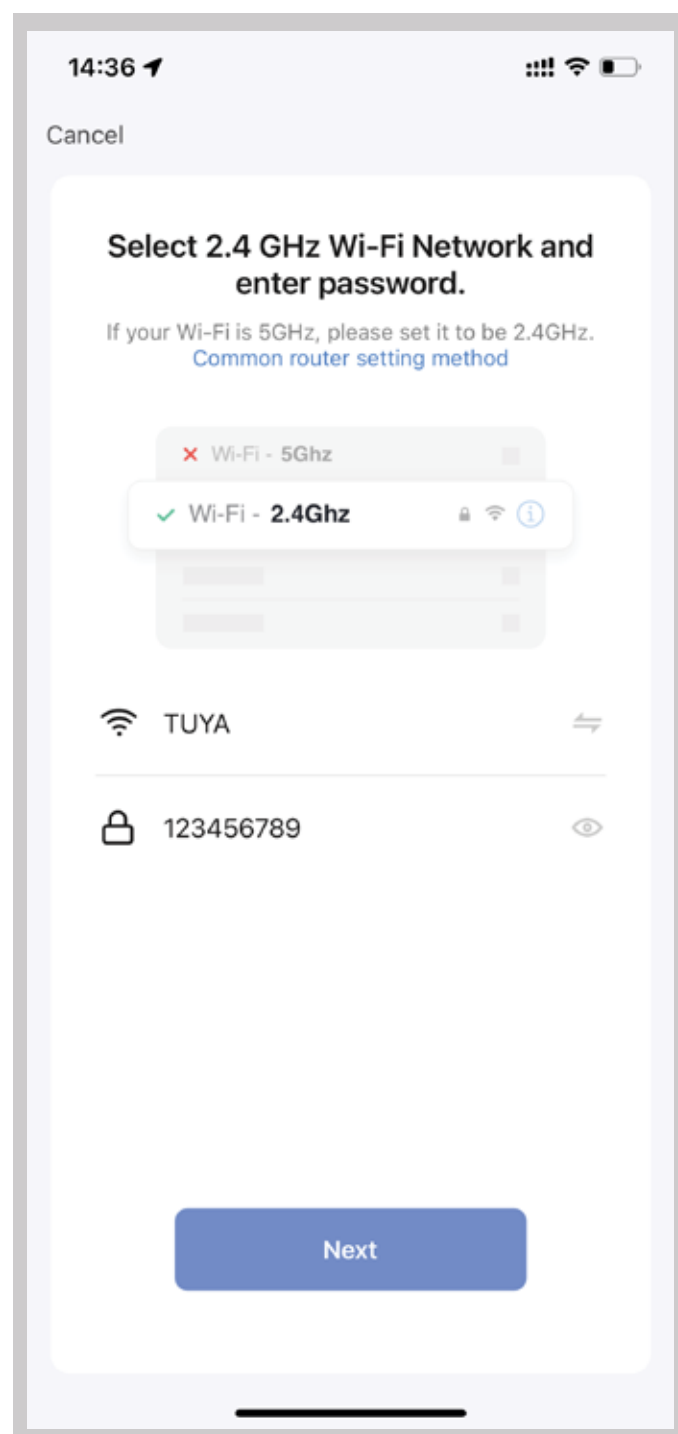 14:36
Cancel
Select 2.4 GHz Wi-Fi Network and
enter password.
If your Wi-Fi is 5GHz, please set it to be 2.4GHz.
Common router setting method
Wi-Fi - 5Ghz
Wi-Fi - 2.4Ghz
TUYA
123456789
Next